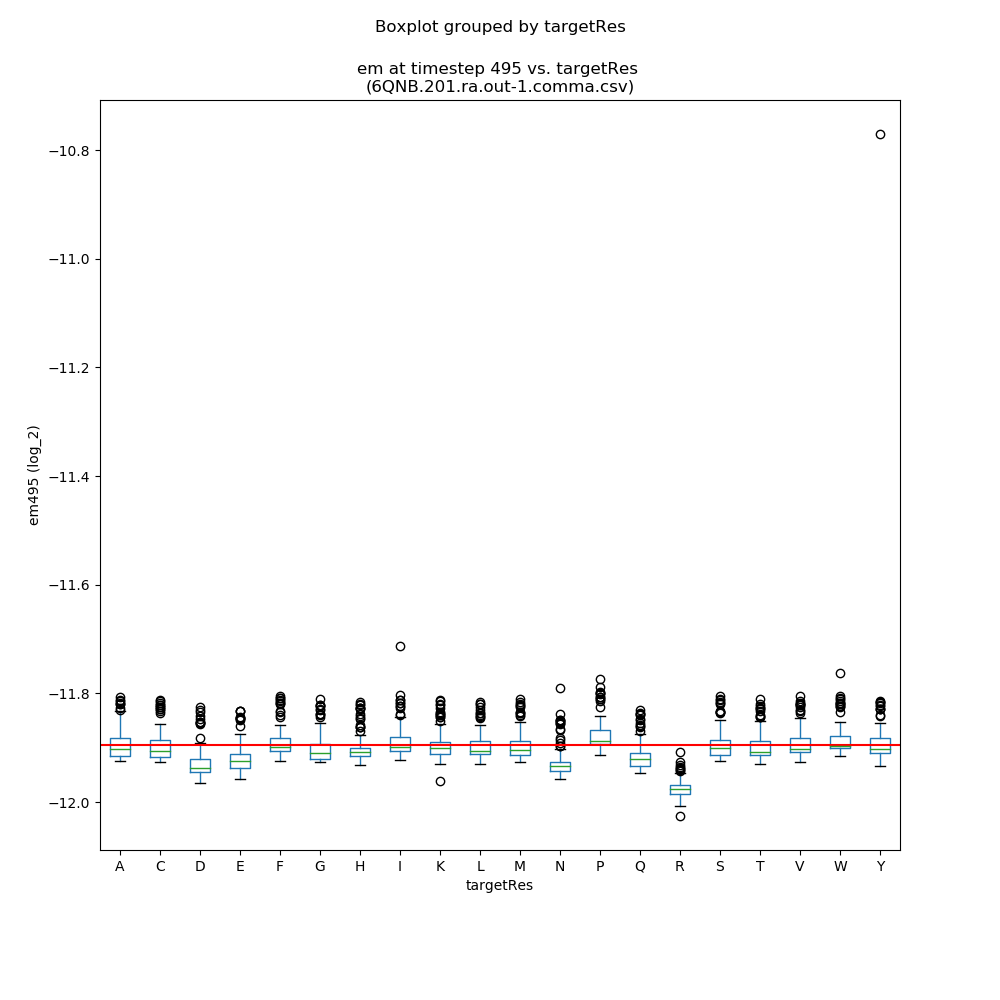 Boxplot grouped by targetRes
em at timestep 495 vs. targetRes
(6QNB.201.ra.out-1.comma.csv)
−10.8
−11.0
−11.2
−11.4
−11.6
−11.8
−12.0
em495 (log_2)
A C D E F G H I K L M N P Q R S T V W Y
targetRes